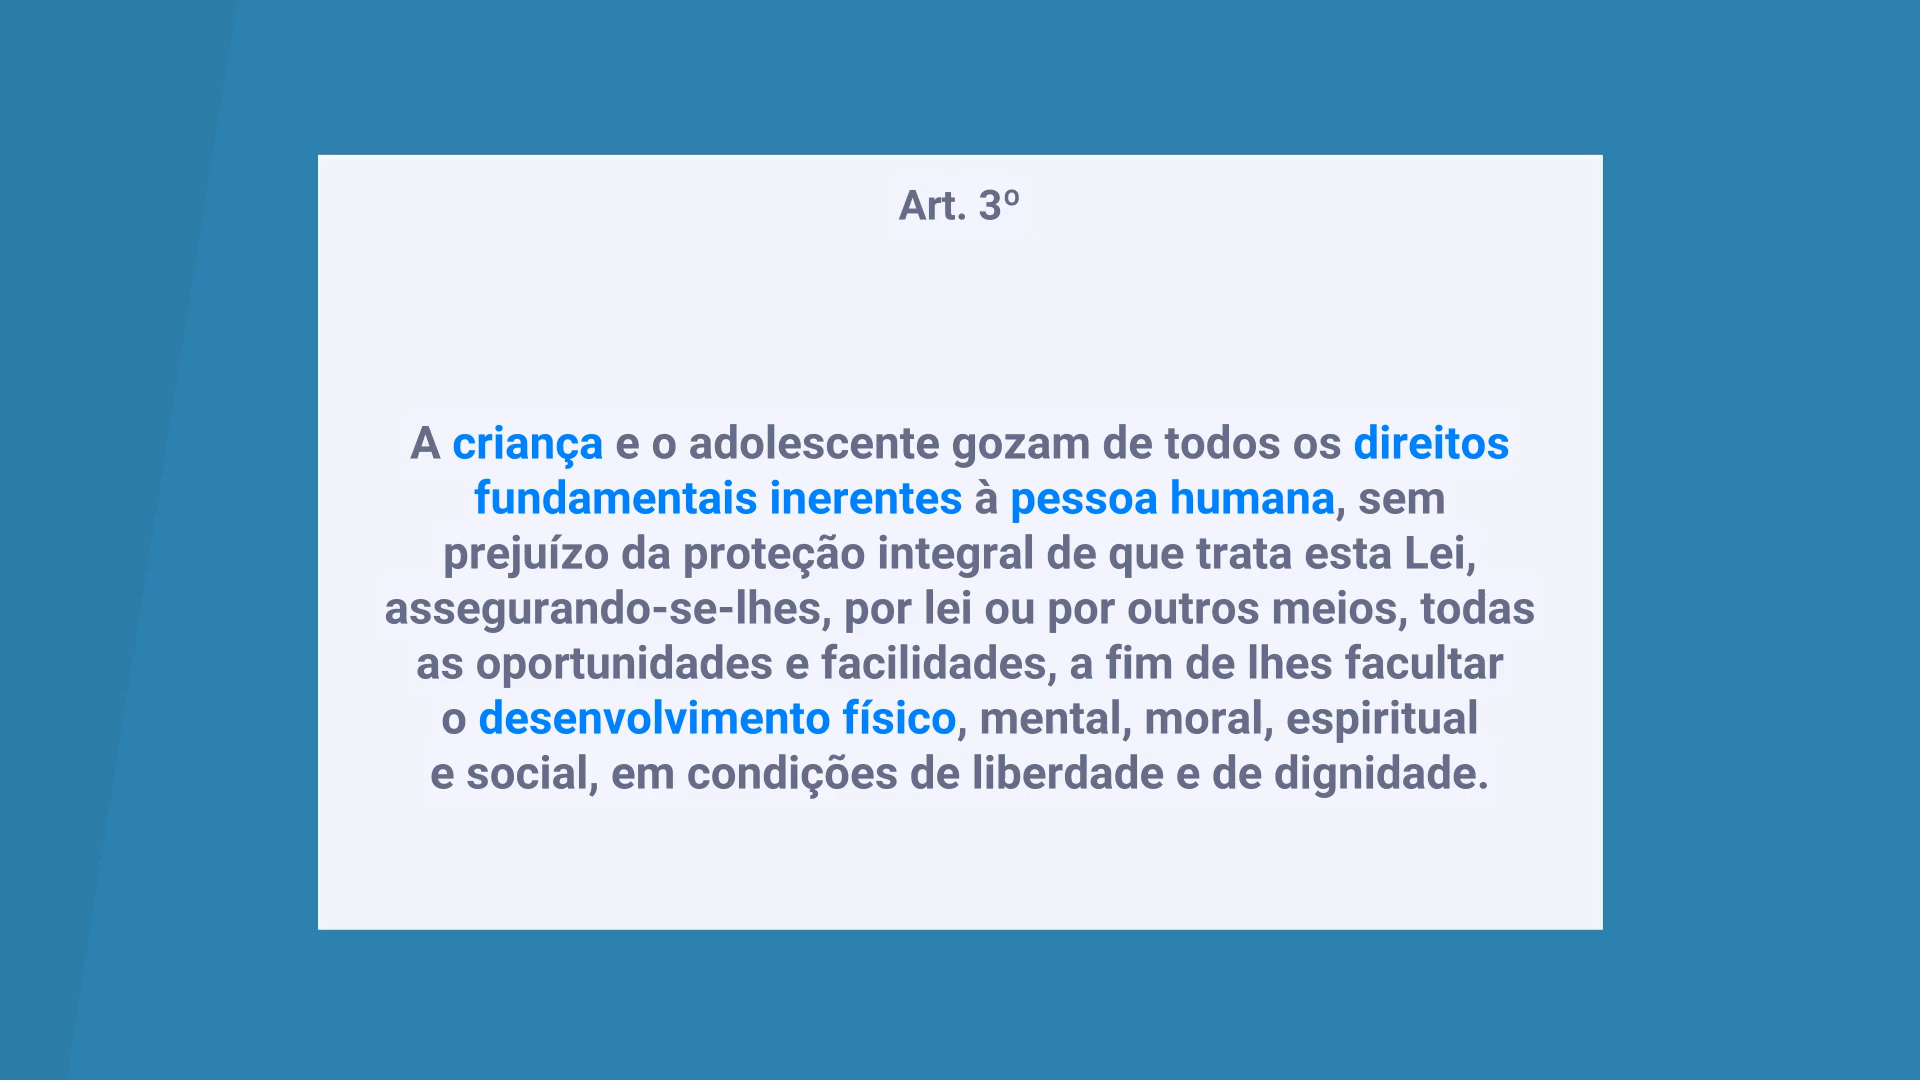 Art. 3º
A criança e o adolescente gozam de todos os direitos
fundamentais inerentes à pessoa humana, sem
prejuízo da proteção integral de que trata esta Lei,
assegurando-se-lhes, por lei ou por outros meios, todas
as oportunidades e facilidades, a fim de lhes facultar
o desenvolvimento físico, mental, moral, espiritual
e social, em condições de liberdade e de dignidade.